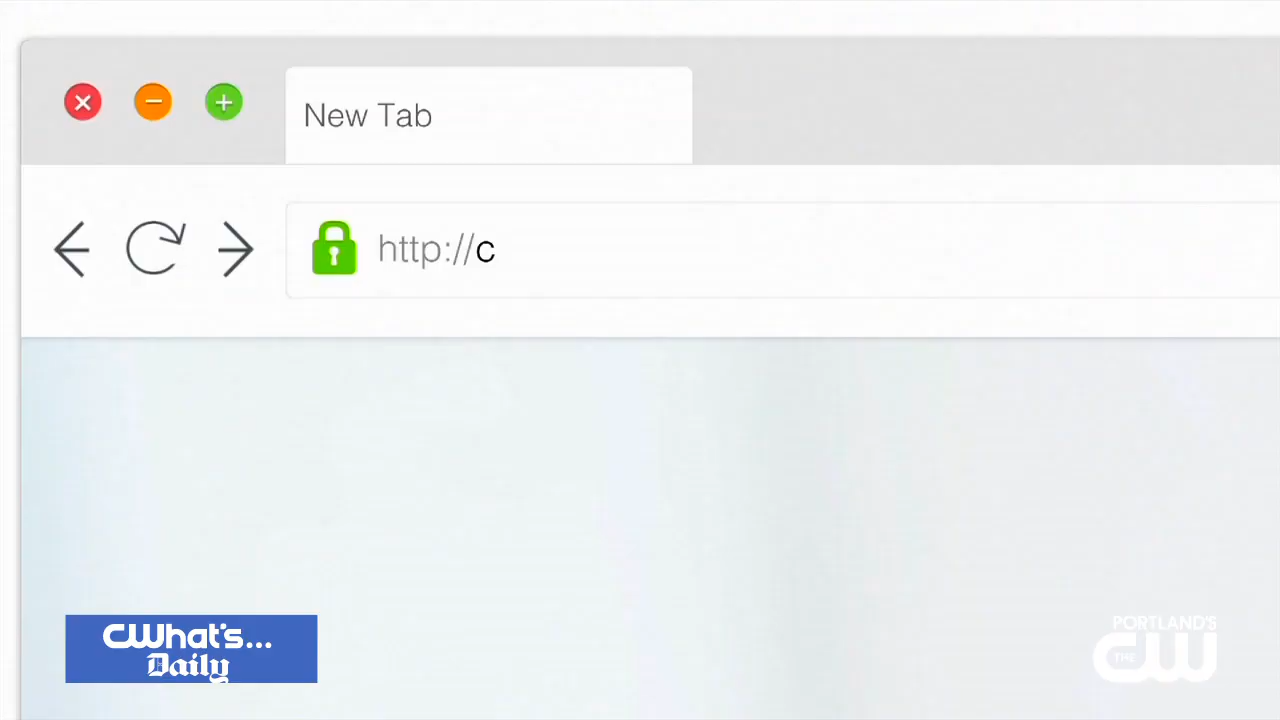 New Tab
http://c
CWhat's...
Daily
PORTLAND'S
THE CW